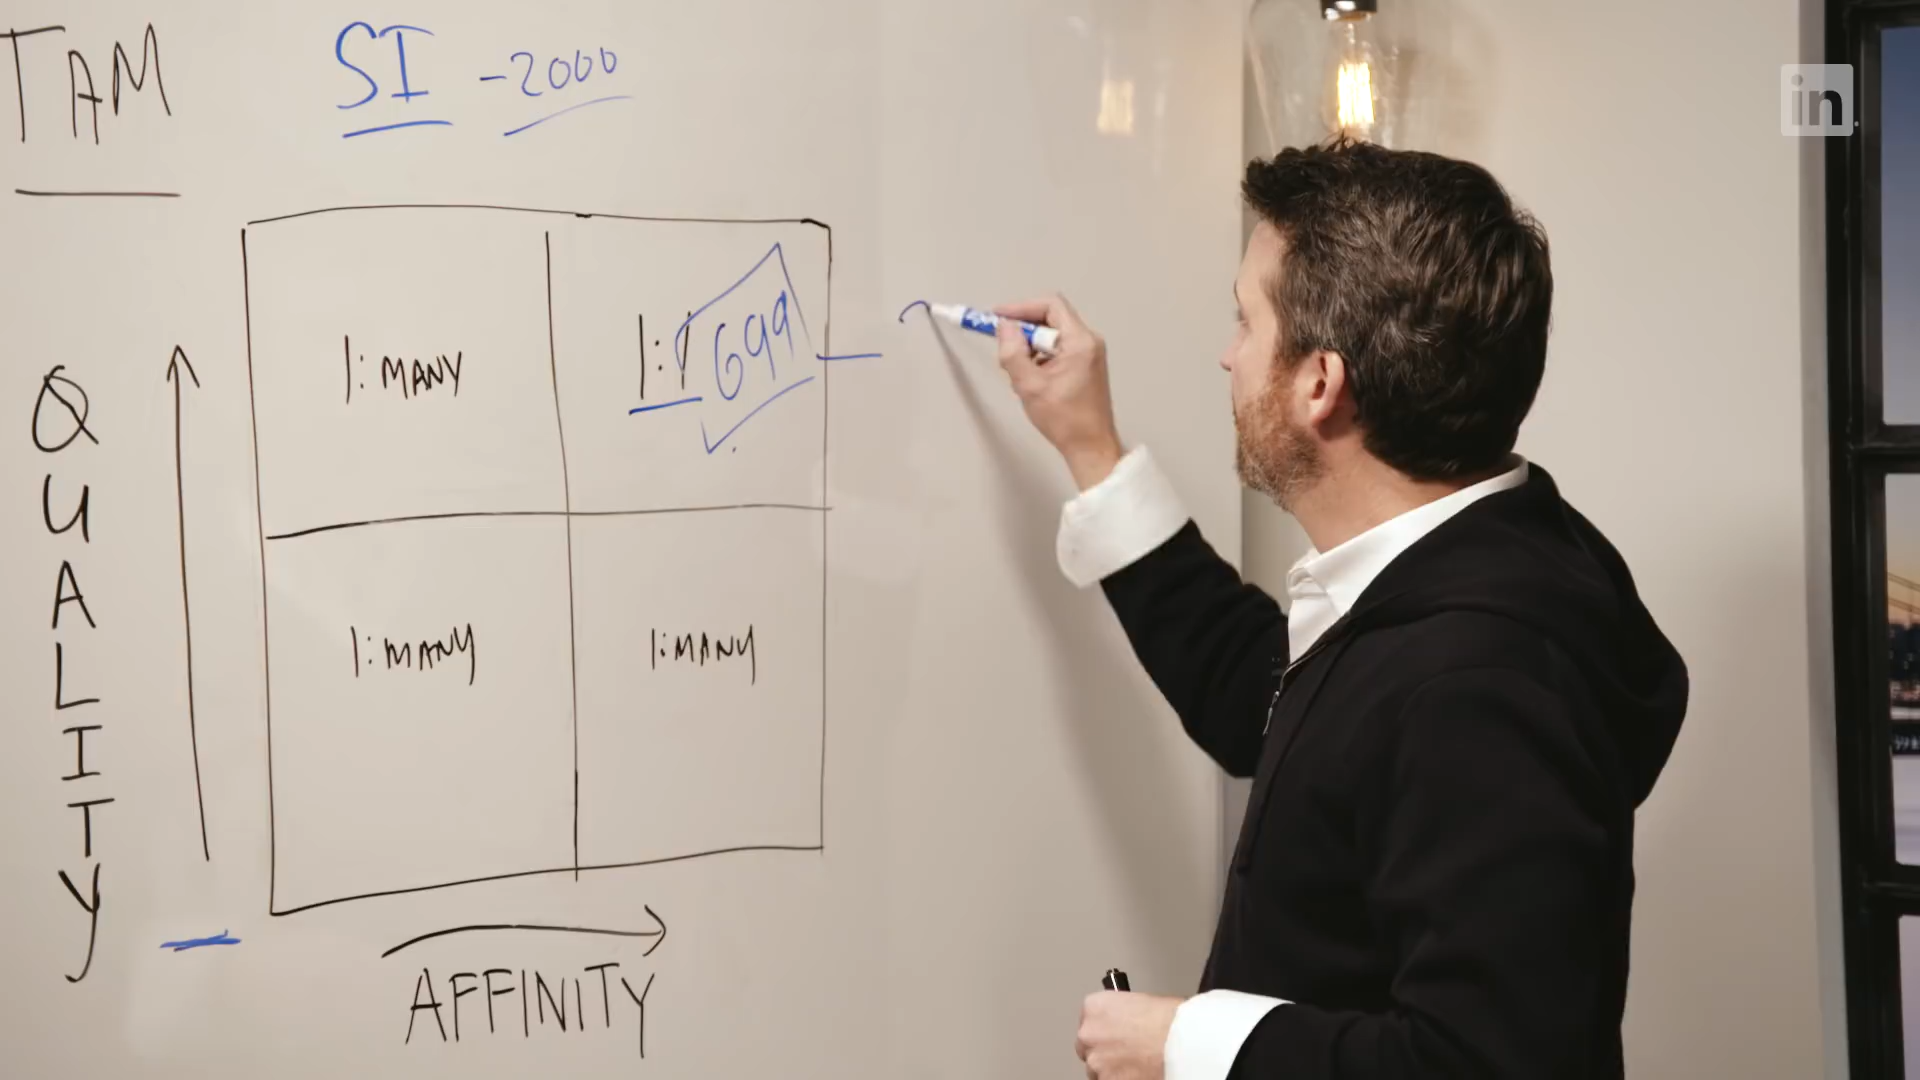 TAM
SI -2000
in
1:MANY
1:1 699
1:MANY
1:MANY
QUALITY
AFFINITY